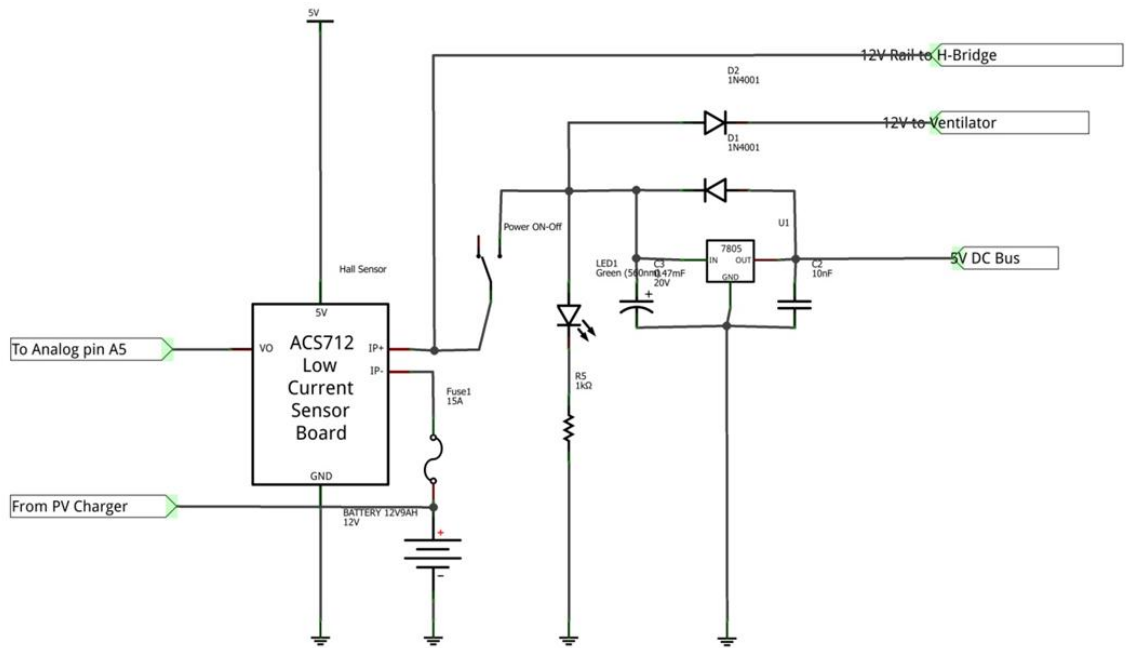 5V
12V Rail to H-Bridge
D2
1N4001
12V to Ventilator
D1
1N4001
Power ON-Off
U1
7805
IN
OUT
GND
5V DC Bus
LED1
Green (560nm)
C3
0.47mF
20V
+
C2
10nF
Hall Sensor
5V
To Analog pin A5
VO
ACS712
Low
Current
Sensor
Board
IP+
IP-
GND
Fuse1
15A
R5
1kΩ
From PV Charger
BATTERY 12V9AH
12V
+
−